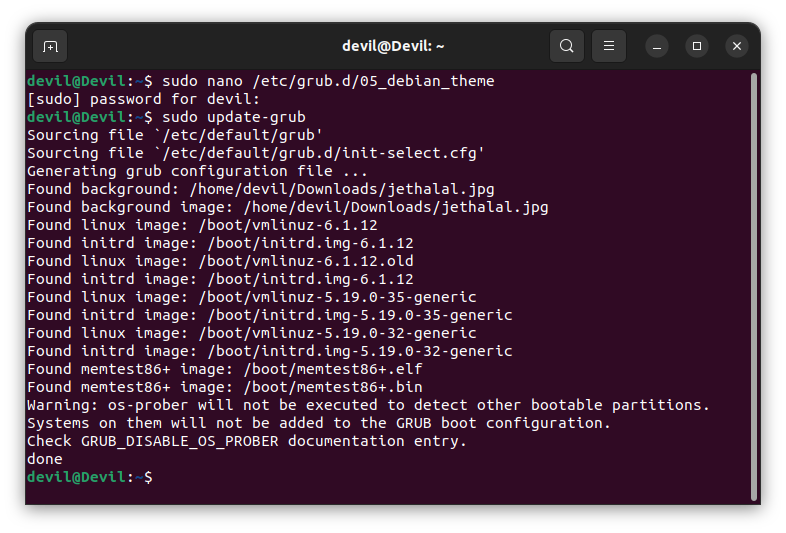 devil@Devil: ~
devil@Devil:~$ sudo nano /etc/grub.d/05_debian_theme
[sudo] password for devil:
devil@Devil:~$ sudo update-grub
Sourcing file `/etc/default/grub'
Sourcing file `/etc/default/grub.d/init-select.cfg'
Generating grub configuration file ...
Found background: /home/devil/Downloads/jethalal.jpg
Found background image: /home/devil/Downloads/jethalal.jpg
Found linux image: /boot/vmlinuz-6.1.12
Found initrd image: /boot/initrd.img-6.1.12
Found linux image: /boot/vmlinuz-6.1.12.old
Found initrd image: /boot/initrd.img-6.1.12
Found linux image: /boot/vmlinuz-5.19.0-35-generic
Found initrd image: /boot/initrd.img-5.19.0-35-generic
Found linux image: /boot/vmlinuz-5.19.0-32-generic
Found initrd image: /boot/initrd.img-5.19.0-32-generic
Found memtest86+ image: /boot/memtest86+.elf
Found memtest86+ image: /boot/memtest86+.bin
Warning: os-prober will not be executed to detect other bootable partitions.
Systems on them will not be added to the GRUB boot configuration.
Check GRUB_DISABLE_OS_PROBER documentation entry.
done
devil@Devil:~$